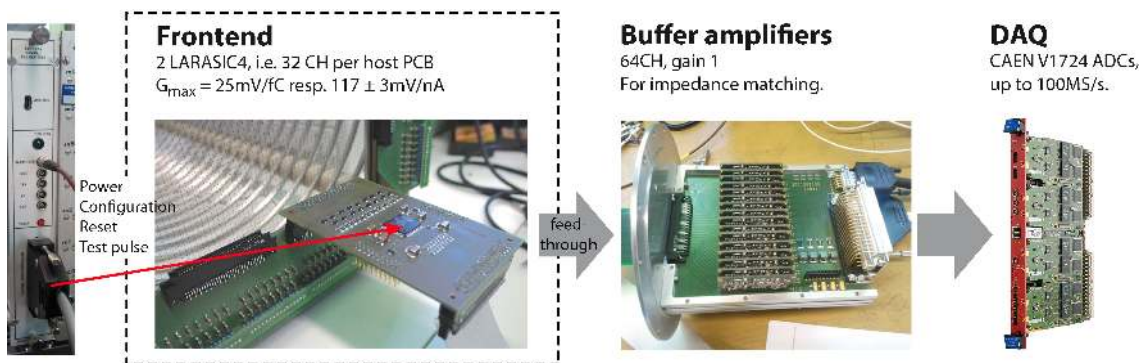 Frontend
2 LARASIC4, i.e. 32 CH per host PCB
Gmax = 25mV/fC resp. 117 ± 3mV/nA
Power
Configuration
Reset
Test pulse
feed
through
Buffer amplifiers
64CH, gain 1
For impedance matching.
DAQ
CAEN V1724 ADCs,
up to 100MS/s.